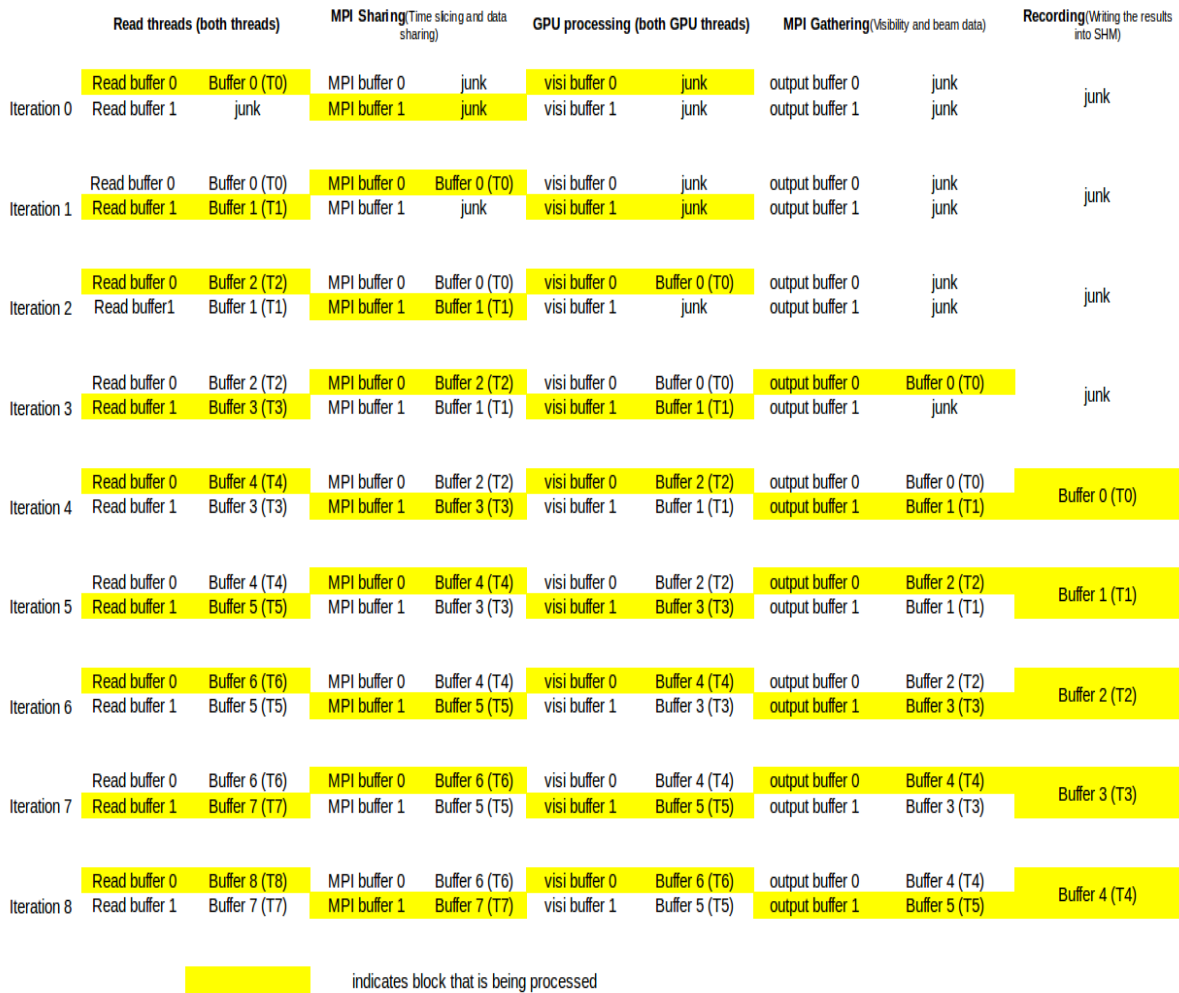 Read threads (both threads) MPI Sharing(Time slicing and data sharing) GPU processing (both GPU threads) MPI Gathering(Visibility and beam data) Recording(Writing the results into SHM)
Read buffer 0 Buffer 0 (T0) MPI buffer 0 junk visi buffer 0 junk output buffer 0 junk junk
Iteration 0 Read buffer 1 junk MPI buffer 1 junk visi buffer 1 junk output buffer 1 junk
Read buffer 0 Buffer 0 (T0) MPI buffer 0 Buffer 0 (T0) visi buffer 0 junk output buffer 0 junk junk
Iteration 1 Read buffer 1 Buffer 1 (T1) MPI buffer 1 junk visi buffer 1 junk output buffer 1 junk
Read buffer 0 Buffer 2 (T2) MPI buffer 0 Buffer 0 (T0) visi buffer 0 Buffer 0 (T0) output buffer 0 junk junk
Iteration 2 Read buffer1 Buffer 1 (T1) MPI buffer 1 Buffer 1 (T1) visi buffer 1 junk output buffer 1 junk
Read buffer 0 Buffer 2 (T2) MPI buffer 0 Buffer 2 (T2) visi buffer 0 Buffer 0 (T0) output buffer 0 Buffer 0 (T0) junk
Iteration 3 Read buffer 1 Buffer 3 (T3) MPI buffer 1 Buffer 1 (T1) visi buffer 1 Buffer 1 (T1) output buffer 1 junk
Read buffer 0 Buffer 4 (T4) MPI buffer 0 Buffer 2 (T2) visi buffer 0 Buffer 2 (T2) output buffer 0 Buffer 0 (T0) Buffer 0 (T0)
Iteration 4 Read buffer 1 Buffer 3 (T3) MPI buffer 1 Buffer 3 (T3) visi buffer 1 Buffer 1 (T1) output buffer 1 Buffer 1 (T1)
Read buffer 0 Buffer 4 (T4) MPI buffer 0 Buffer 4 (T4) visi buffer 0 Buffer 2 (T2) output buffer 0 Buffer 2 (T2) Buffer 1 (T1)
Iteration 5 Read buffer 1 Buffer 5 (T5) MPI buffer 1 Buffer 3 (T3) visi buffer 1 Buffer 3 (T3) output buffer 1 Buffer 1 (T1)
Read buffer 0 Buffer 6 (T6) MPI buffer 0 Buffer 4 (T4) visi buffer 0 Buffer 4 (T4) output buffer 0 Buffer 2 (T2) Buffer 2 (T2)
Iteration 6 Read buffer 1 Buffer 5 (T5) MPI buffer 1 Buffer 5 (T5) visi buffer 1 Buffer 3 (T3) output buffer 1 Buffer 3 (T3)
Read buffer 0 Buffer 6 (T6) MPI buffer 0 Buffer 6 (T6) visi buffer 0 Buffer 4 (T4) output buffer 0 Buffer 4 (T4) Buffer 3 (T3)
Iteration 7 Read buffer 1 Buffer 7 (T7) MPI buffer 1 Buffer 5 (T5) visi buffer 1 Buffer 5 (T5) output buffer 1 Buffer 3 (T3)
Read buffer 0 Buffer 8 (T8) MPI buffer 0 Buffer 6 (T6) visi buffer 0 Buffer 6 (T6) output buffer 0 Buffer 4 (T4) Buffer 4 (T4)
Iteration 8 Read buffer 1 Buffer 7 (T7) MPI buffer 1 Buffer 7 (T7) visi buffer 1 Buffer 5 (T5) output buffer 1 Buffer 5 (T5)
indicates block that is being processed